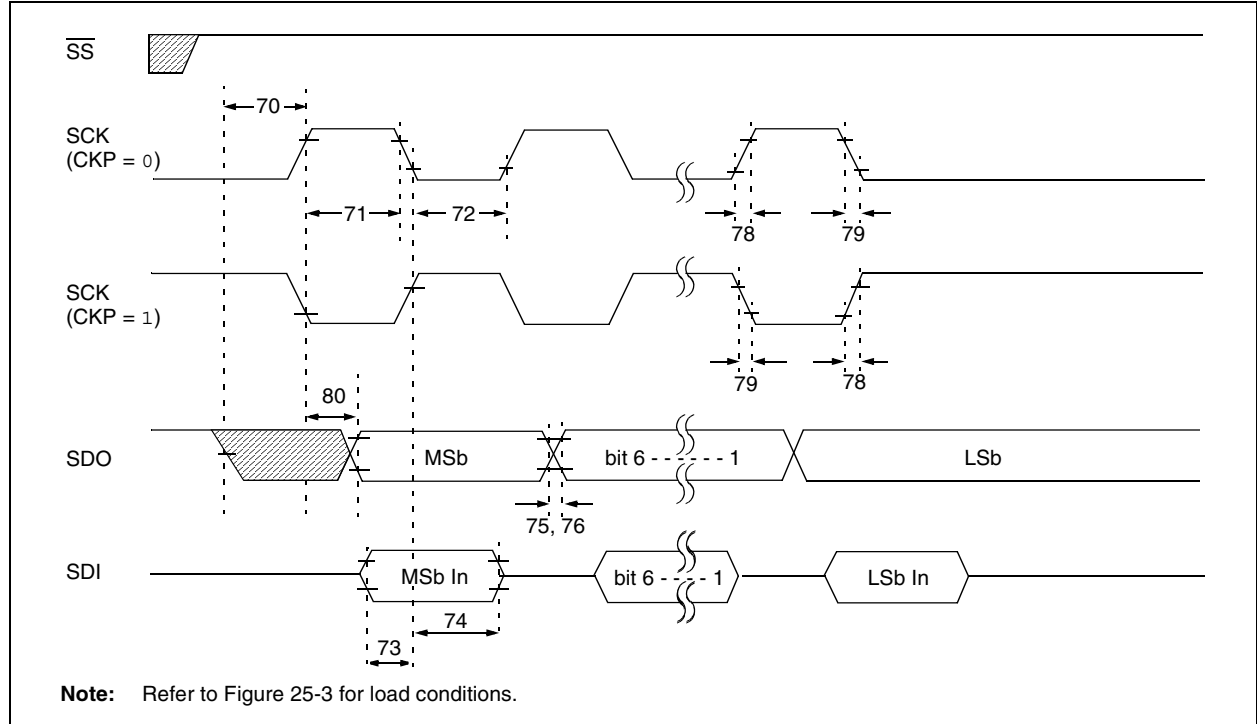 SS
70
SCK
(CKP = 0)
71
72
78
79
SCK
(CKP = 1)
79
78
80
SDO
MSb
bit 6 - - - - - - 1
LSb
75, 76
SDI
MSb In
bit 6 - - - - - 1
LSb In
74
73
Note: Refer to Figure 25-3 for load conditions.